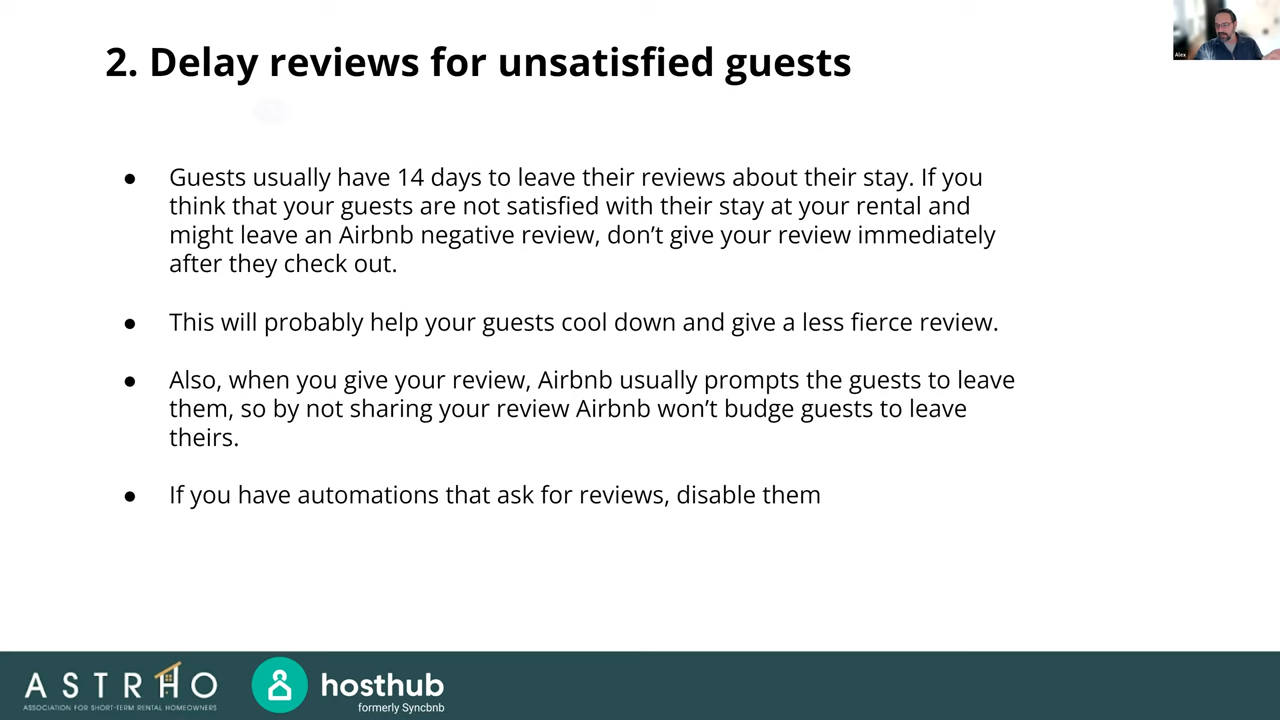 2. Delay reviews for unsatisfied guests
Alex
● Guests usually have 14 days to leave their reviews about their stay. If you
think that your guests are not satisfied with their stay at your rental and
might leave an Airbnb negative review, don’t give your review immediately
after they check out.
● This will probably help your guests cool down and give a less fierce review.
● Also, when you give your review, Airbnb usually prompts the guests to leave
them, so by not sharing your review Airbnb won’t budge guests to leave
theirs.
● If you have automations that ask for reviews, disable them
ASTRHO
ASSOCIATION FOR SHORT-TERM RENTAL HOMEOWNERS
hosthub
formerly Syncbnb